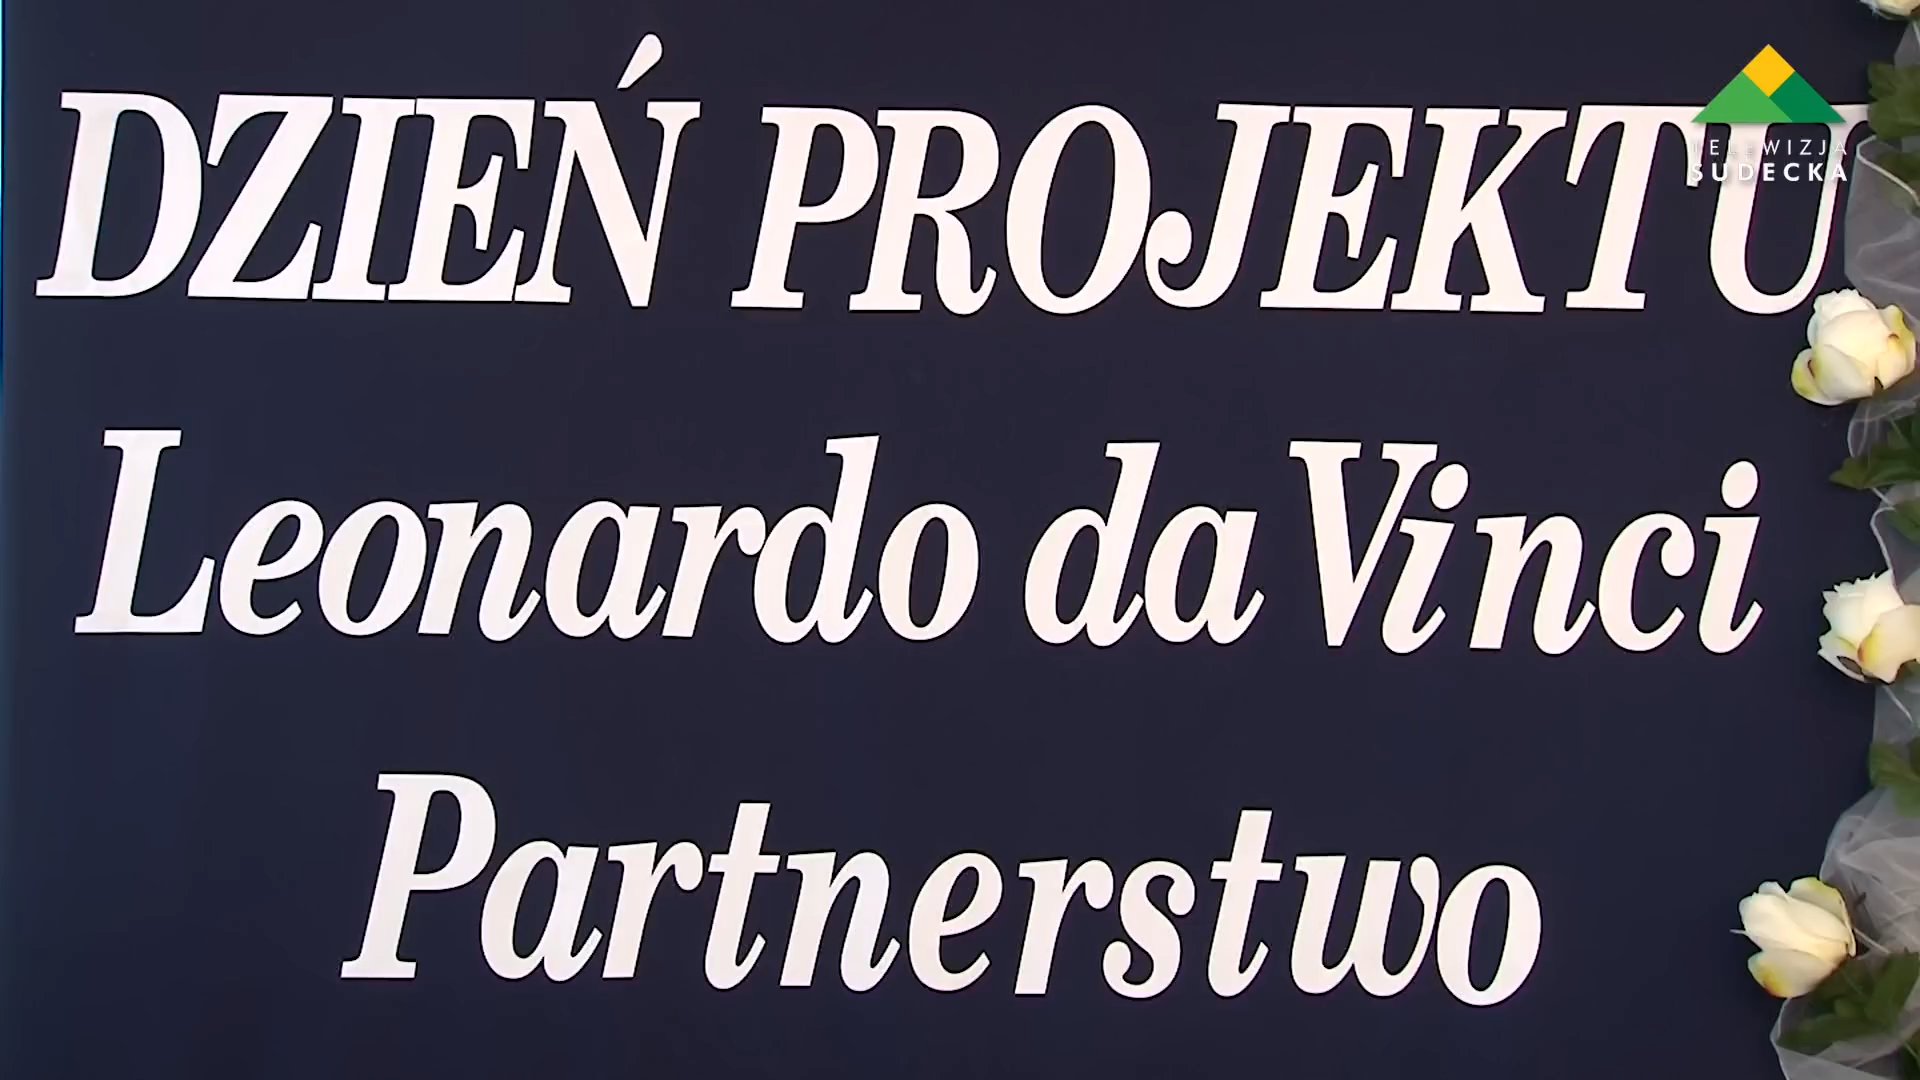 DZIEŃ PROJEKTU
TELEWIZJA
SUDECKA
Leonardo da Vinci
Partnerstwo